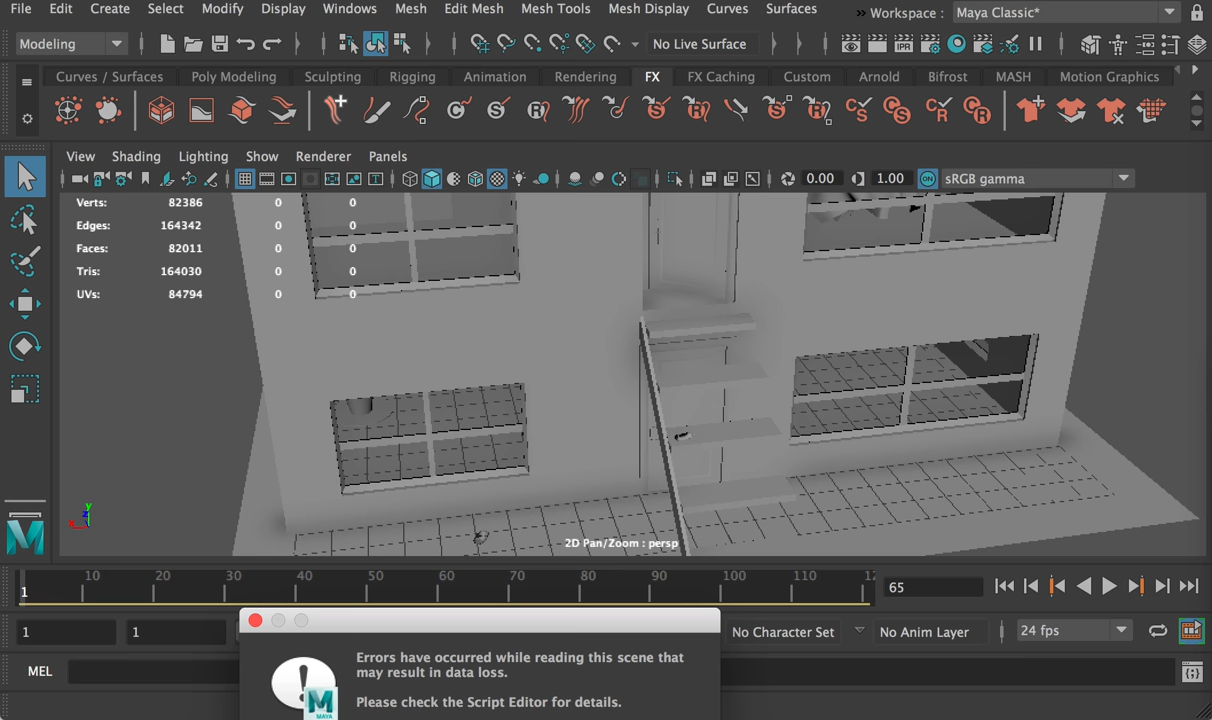 File Edit Create Select Modify Display Windows Mesh Edit Mesh Mesh Tools Mesh Display Curves Surfaces » Workspace : Maya Classic*
Modeling No Live Surface IPR
Curves / Surfaces Poly Modeling Sculpting Rigging Animation Rendering FX FX Caching Custom Arnold Bifrost MASH Motion Graphics
View Shading Lighting Show Renderer Panels
0.00 1.00 ON sRGB gamma
Verts: 82386 0 0
Edges: 164342 0 0
Faces: 82011 0 0
Tris: 164030 0 0
UVs: 84794 0 0
y
z
x
2D Pan/Zoom : persp
M
1 10 20 30 40 50 60 70 80 90 100 110 12 65
1 1 No Character Set No Anim Layer 24 fps
Errors have occurred while reading this scene that
may result in data loss.
MEL
Please check the Script Editor for details.
M
MAYA